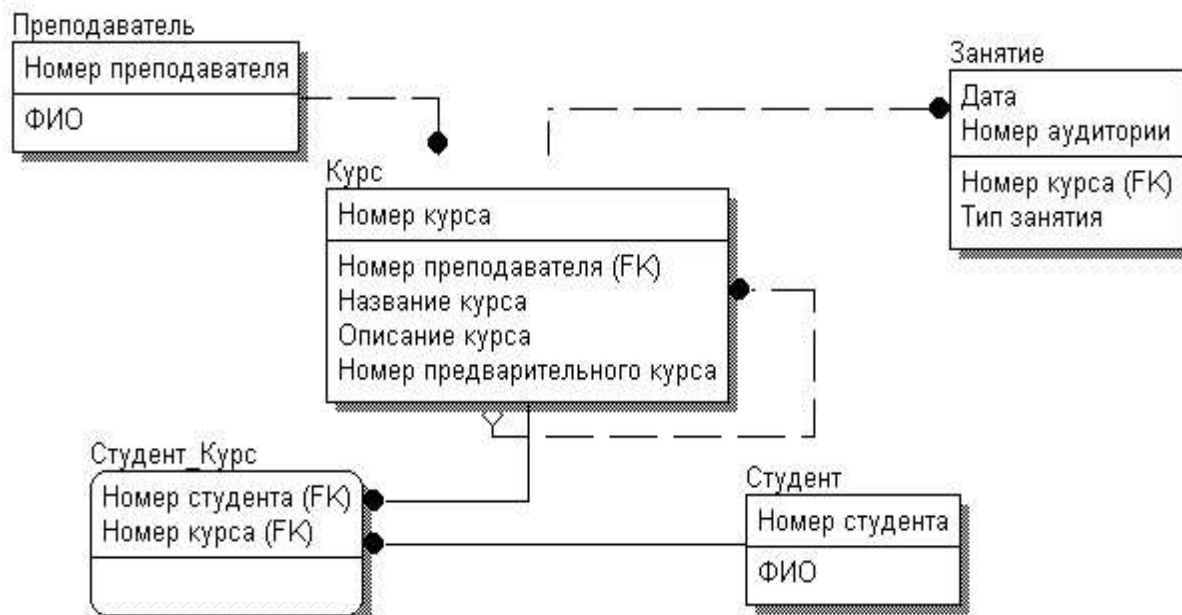 Преподаватель
Номер преподавателя
ФИО
Занятие
Дата
Номер аудитории
Номер курса (FK)
Тип занятия
Курс
Номер курса
Номер преподавателя (FK)
Название курса
Описание курса
Номер предварительного курса
Студент_Курс
Номер студента (FK)
Номер курса (FK)
Студент
Номер студента
ФИО